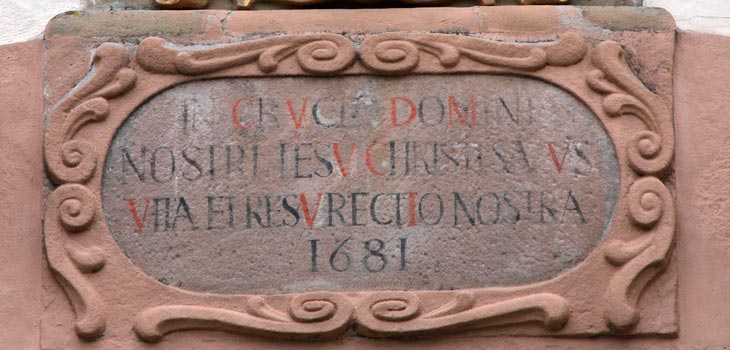 IN CRVCE DOMINI
NOSTRI IESV CHRISTI SALVS
VITA ET RESVRECTIO NOSTRA
1681